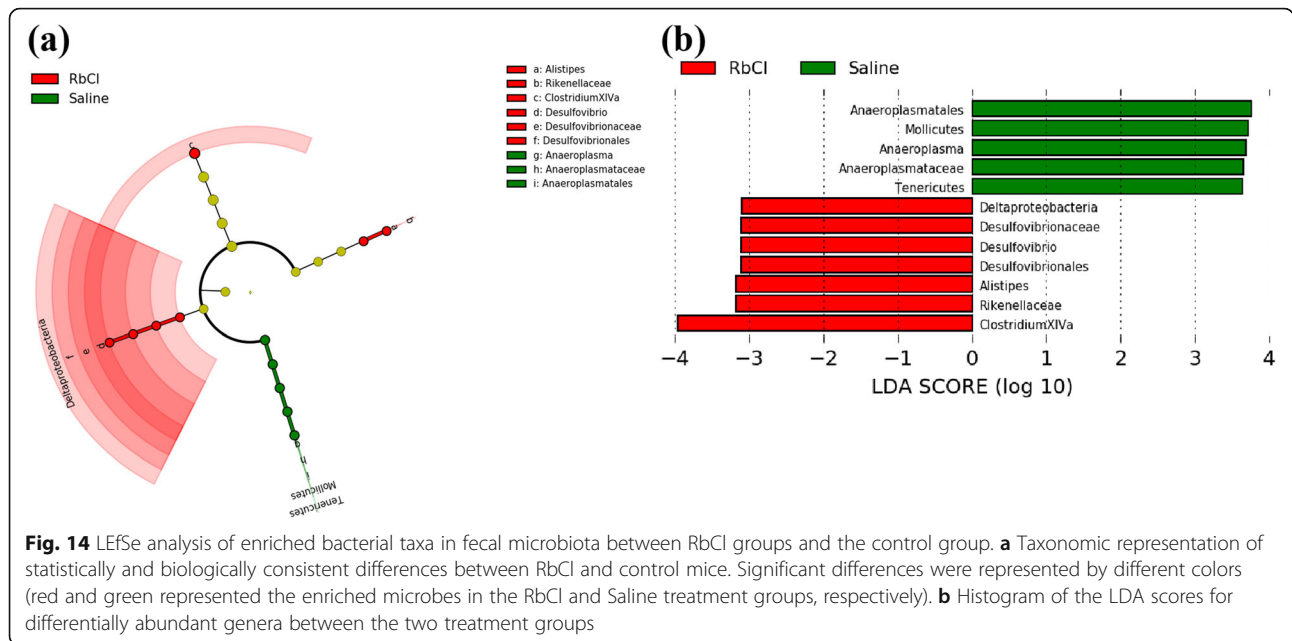 (a)
RbCl
Saline
a: Alistipes
b: Rikenellaceae
c: ClostridiumXIVa
d: Desulfovibrio
e: Desulfovibrionaceae
f: Desulfovibrionales
g: Anaeroplasma
h: Anaeroplasmataceae
i: Anaeroplasmatales
c
b
a
d
e
f
Deltaproteobacteria
g
h
i
Mollicutes
Tenericutes
(b)
RbCl
Saline
Anaeroplasmatales
Mollicutes
Anaeroplasma
Anaeroplasmataceae
Tenericutes
Deltaproteobacteria
Desulfovibrionaceae
Desulfovibrio
Desulfovibrionales
Alistipes
Rikenellaceae
ClostridiumXIVa
−4 −3 −2 −1 0 1 2 3 4
LDA SCORE (log 10)
Fig. 14 LEfSe analysis of enriched bacterial taxa in fecal microbiota between RbCl groups and the control group. a Taxonomic representation of
statistically and biologically consistent differences between RbCl and control mice. Significant differences were represented by different colors
(red and green represented the enriched microbes in the RbCl and Saline treatment groups, respectively). b Histogram of the LDA scores for
differentially abundant genera between the two treatment groups